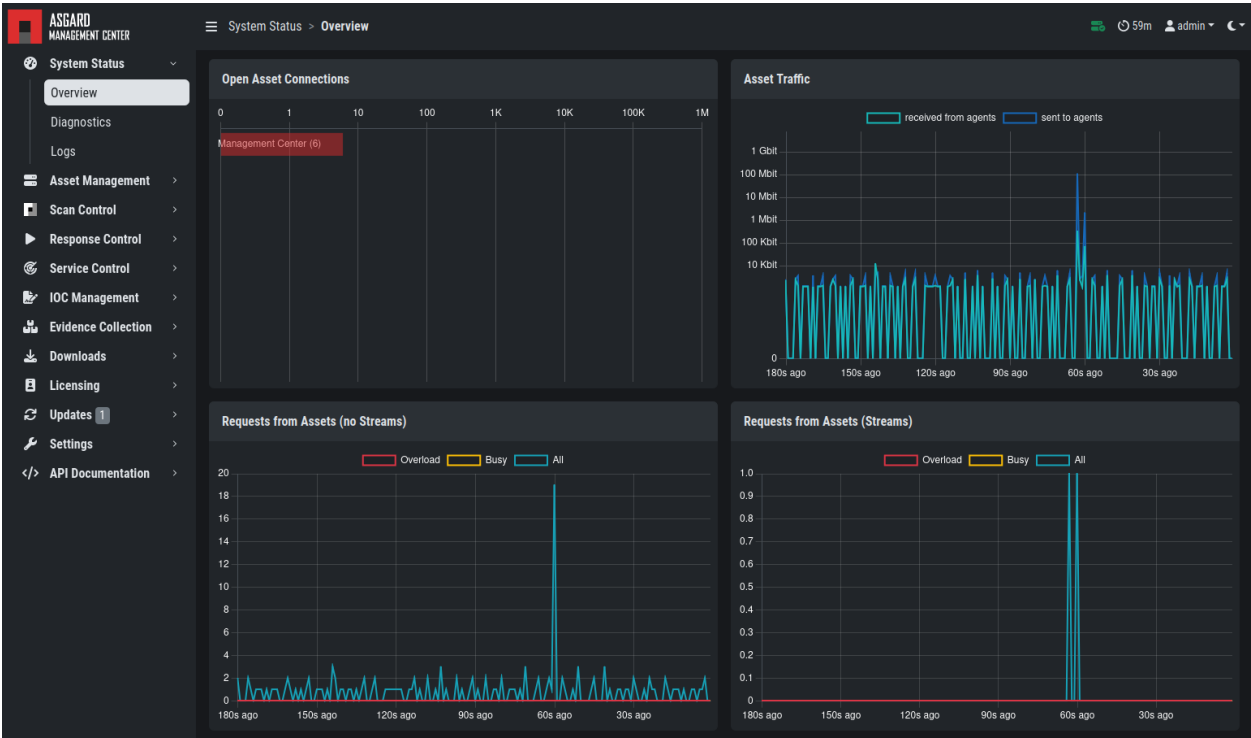 ASGARD
MANAGEMENT CENTER
System Status > Overview
59m
admin
System Status
Overview
Diagnostics
Logs
Asset Management
Scan Control
Response Control
Service Control
IOC Management
Evidence Collection
Downloads
Licensing
Updates 1
Settings
API Documentation
Open Asset Connections
0 1 10 100 1K 10K 100K 1M
Management Center (6)
Asset Traffic
received from agents sent to agents
1 Gbit
100 Mbit
10 Mbit
1 Mbit
100 Kbit
10 Kbit
0
180s ago 150s ago 120s ago 90s ago 60s ago 30s ago
Requests from Assets (no Streams)
Overload Busy All
20
18
16
14
12
10
8
6
4
2
0
180s ago 150s ago 120s ago 90s ago 60s ago 30s ago
Requests from Assets (Streams)
Overload Busy All
1.0
0.9
0.8
0.7
0.6
0.5
0.4
0.3
0.2
0.1
0
180s ago 150s ago 120s ago 90s ago 60s ago 30s ago